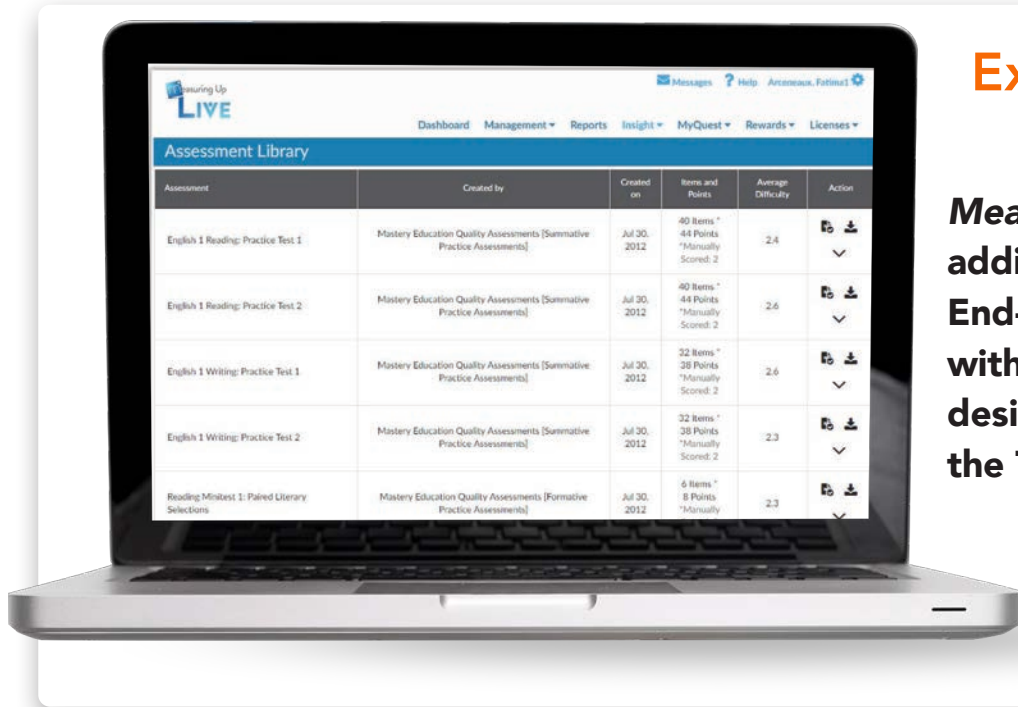 Measuring Up
LIVE
Messages ? Help Arceneaux, Fatima1
Dashboard Management Reports Insight MyQuest Rewards Licenses
Assessment Library
Assessment Created by Created on Items and Points Average Difficulty Action
English 1 Reading: Practice Test 1
Mastery Education Quality Assessments [Summative
Practice Assessments]
Jul 30,
2012
40 Items *
44 Points
*Manually
Scored: 2
2.4
English 1 Reading: Practice Test 2
Mastery Education Quality Assessments [Summative
Practice Assessments]
Jul 30,
2012
40 Items *
44 Points
*Manually
Scored: 2
2.6
English 1 Writing: Practice Test 1
Mastery Education Quality Assessments [Summative
Practice Assessments]
Jul 30,
2012
32 Items *
38 Points
*Manually
Scored: 2
2.6
English 1 Writing: Practice Test 2
Mastery Education Quality Assessments [Summative
Practice Assessments]
Jul 30,
2012
32 Items *
38 Points
*Manually
Scored: 2
2.3
Reading Minitest 1: Paired Literary
Selections
Mastery Education Quality Assessments [Formative
Practice Assessments]
Jul 30,
2012
6 Items *
8 Points
*Manually
2.3
Ex
Mea
addi
End-
with
desi
the